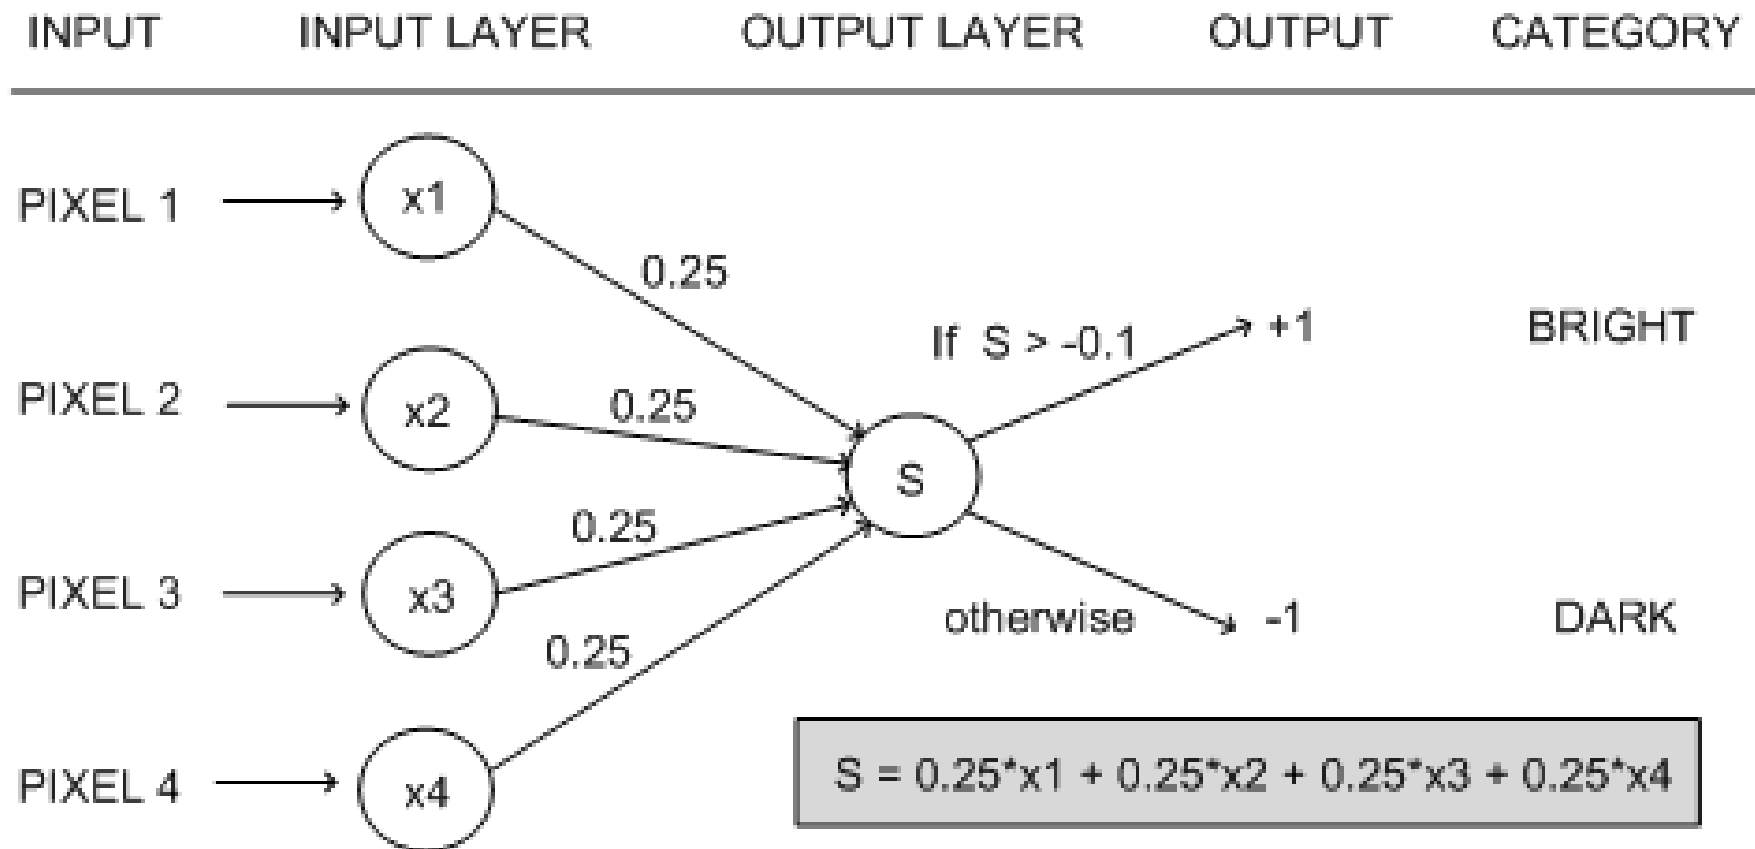 INPUT INPUT LAYER OUTPUT LAYER OUTPUT CATEGORY
PIXEL 1 x1
0.25
If S > -0.1 +1 BRIGHT
PIXEL 2 x2 0.25
S
0.25
PIXEL 3 x3
otherwise -1 DARK
0.25
PIXEL 4 x4
S = 0.25*x1 + 0.25*x2 + 0.25*x3 + 0.25*x4